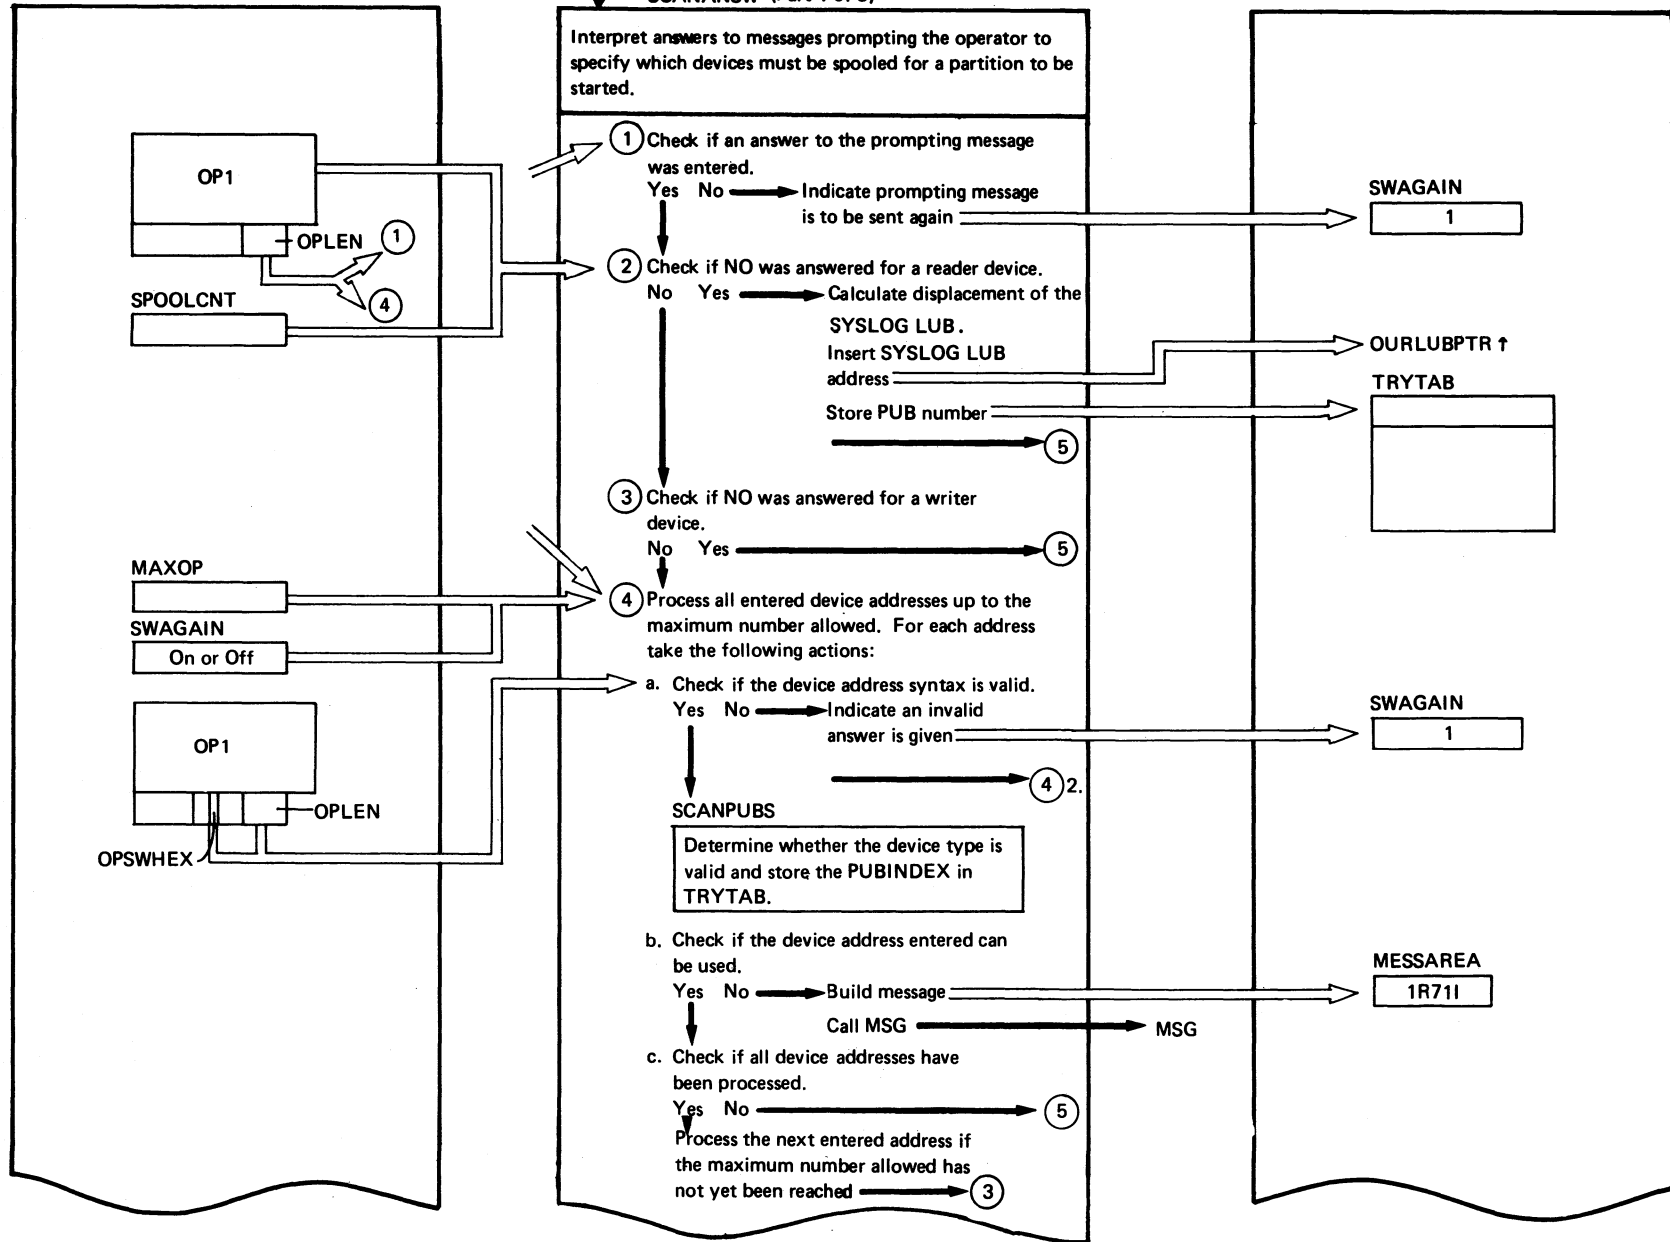 Interpret answers to messages prompting the operator to
specify which devices must be spooled for a partition to be
started.
OP1
OPLEN
1
4
SPOOLCNT
MAXOP
SWAGAIN
On or Off
OP1
OPLEN
OPSWHEX
1 Check if an answer to the prompting message
was entered.
Yes No Indicate prompting message
is to be sent again
2 Check if NO was answered for a reader device.
No Yes Calculate displacement of the
SYSLOG LUB.
Insert SYSLOG LUB
address
Store PUB number
5
3 Check if NO was answered for a writer
device.
No Yes 5
4 Process all entered device addresses up to the
maximum number allowed. For each address
take the following actions:
a. Check if the device address syntax is valid.
Yes No Indicate an invalid
answer is given
4 2.
SCANPUBS
Determine whether the device type is
valid and store the PUBINDEX in
TRYTAB.
b. Check if the device address entered can
be used.
Yes No Build message
Call MSG MSG
c. Check if all device addresses have
been processed.
Yes No 5
Process the next entered address if
the maximum number allowed has
not yet been reached 3
SWAGAIN
1
OURLUBPTR ↑
TRYTAB
SWAGAIN
1
MESSAREA
1R71I